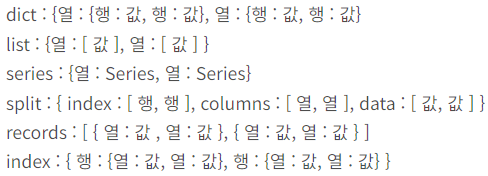 dict : {열 : {행 : 값, 행 : 값}, 열 : {행 : 값, 행 : 값}
list : {열 : [ 값 ], 열 : [ 값 ] }
series : {열 : Series, 열 : Series}
split : { index : [ 행, 행 ], columns : [ 열, 열 ], data : [ 값, 값 ] }
records : [ { 열 : 값 , 열 : 값 }, { 열 : 값, 열 : 값 } ]
index : { 행 : {열 : 값, 열 : 값}, 행 : {열 : 값, 열 : 값} }